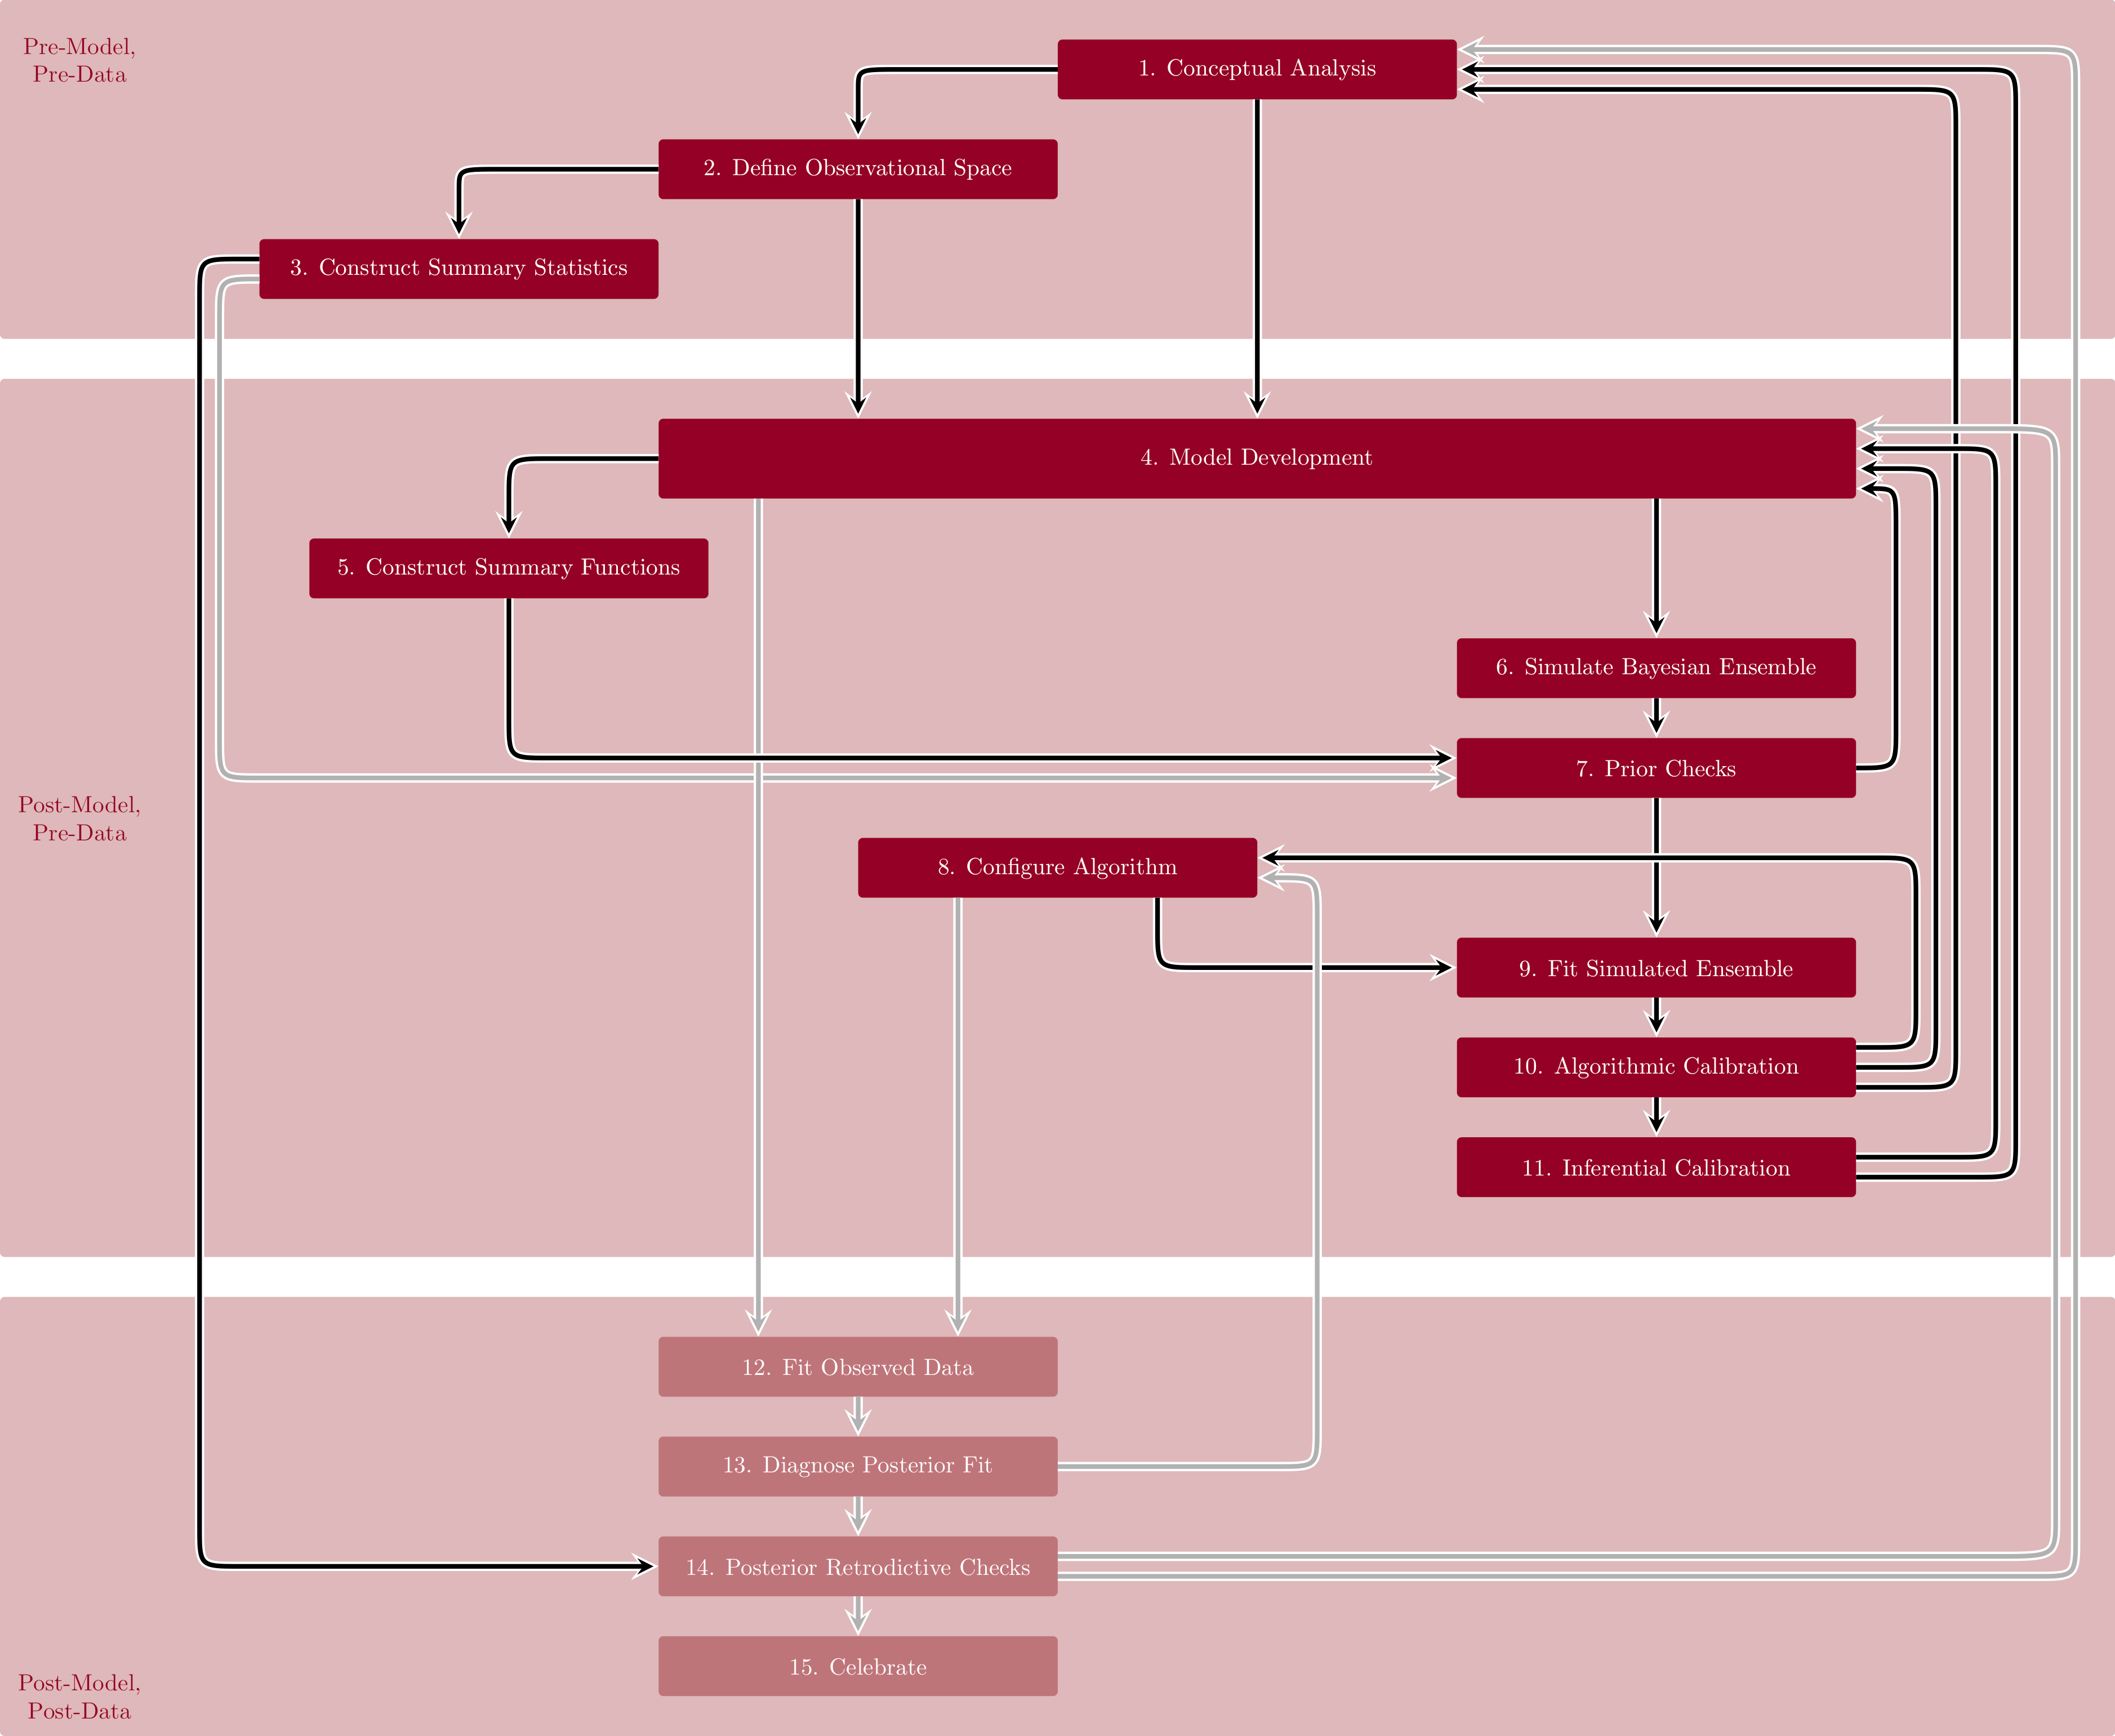 Pre-Model,
Pre-Data
1. Conceptual Analysis
2. Define Observational Space
3. Construct Summary Statistics
4. Model Development
5. Construct Summary Functions
6. Simulate Bayesian Ensemble
7. Prior Checks
Post-Model,
Pre-Data
8. Configure Algorithm
9. Fit Simulated Ensemble
10. Algorithmic Calibration
11. Inferential Calibration
12. Fit Observed Data
13. Diagnose Posterior Fit
14. Posterior Retrodictive Checks
15. Celebrate
Post-Model,
Post-Data